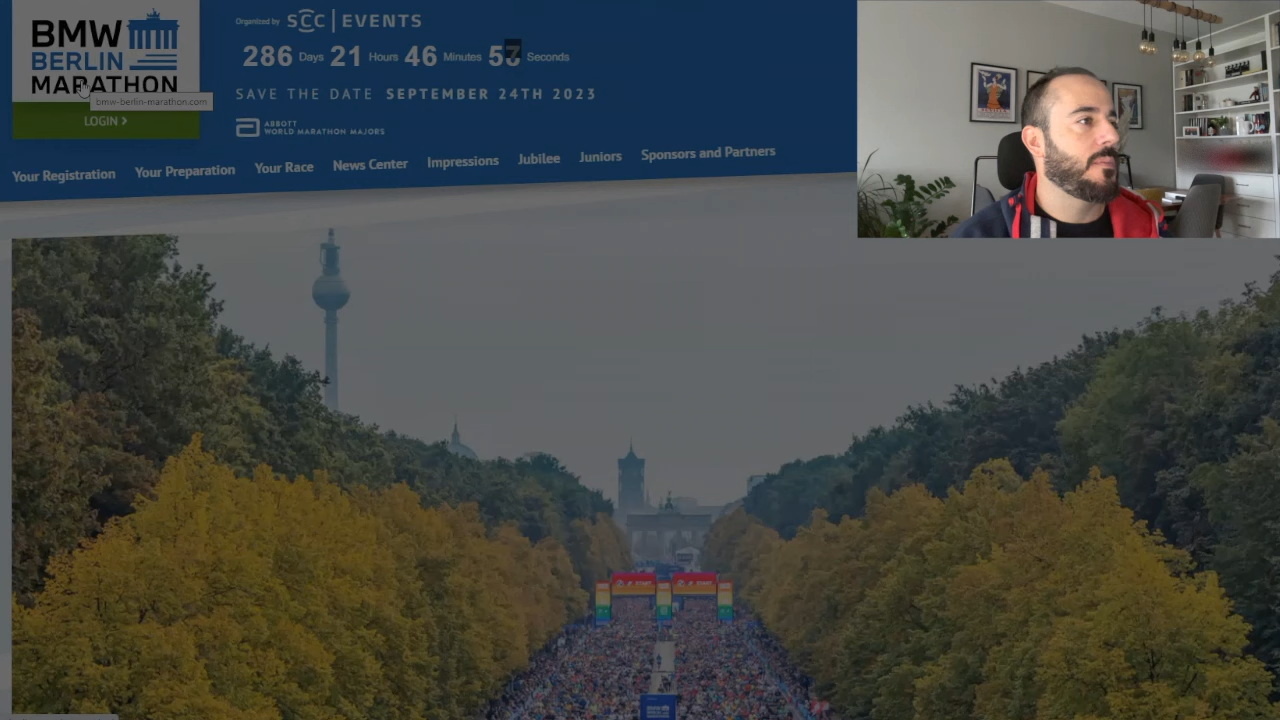 BMW
BERLIN
MARATHON
bmw-berlin-marathon.com
LOGIN >
Organized by SCC | EVENTS
286 Days 21 Hours 46 Minutes Seconds
SAVE THE DATE SEPTEMBER 24TH 2023
ABBOTT
WORLD MARATHON MAJORS
Your Registration Your Preparation Your Race News Center Impressions Jubilee Juniors Sponsors and Partners
START START